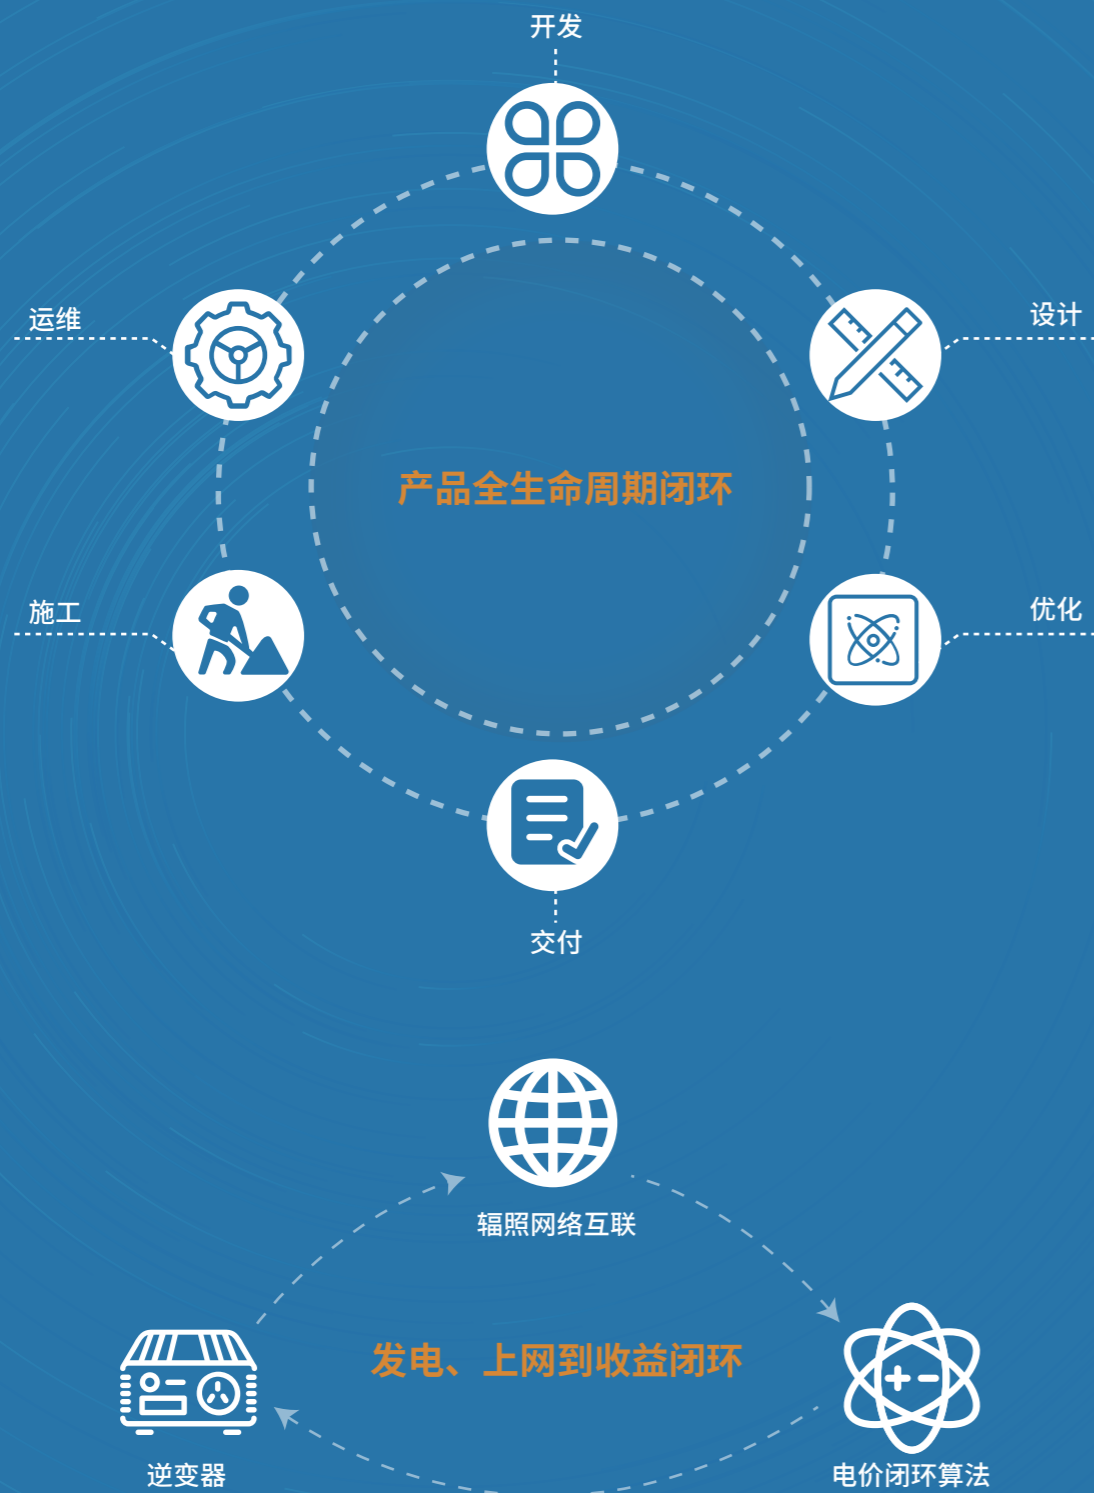 开发
运维
设计
产品全生命周期闭环
施工
优化
交付
辐照网络互联
发电、上网到收益闭环
逆变器
电价闭环算法